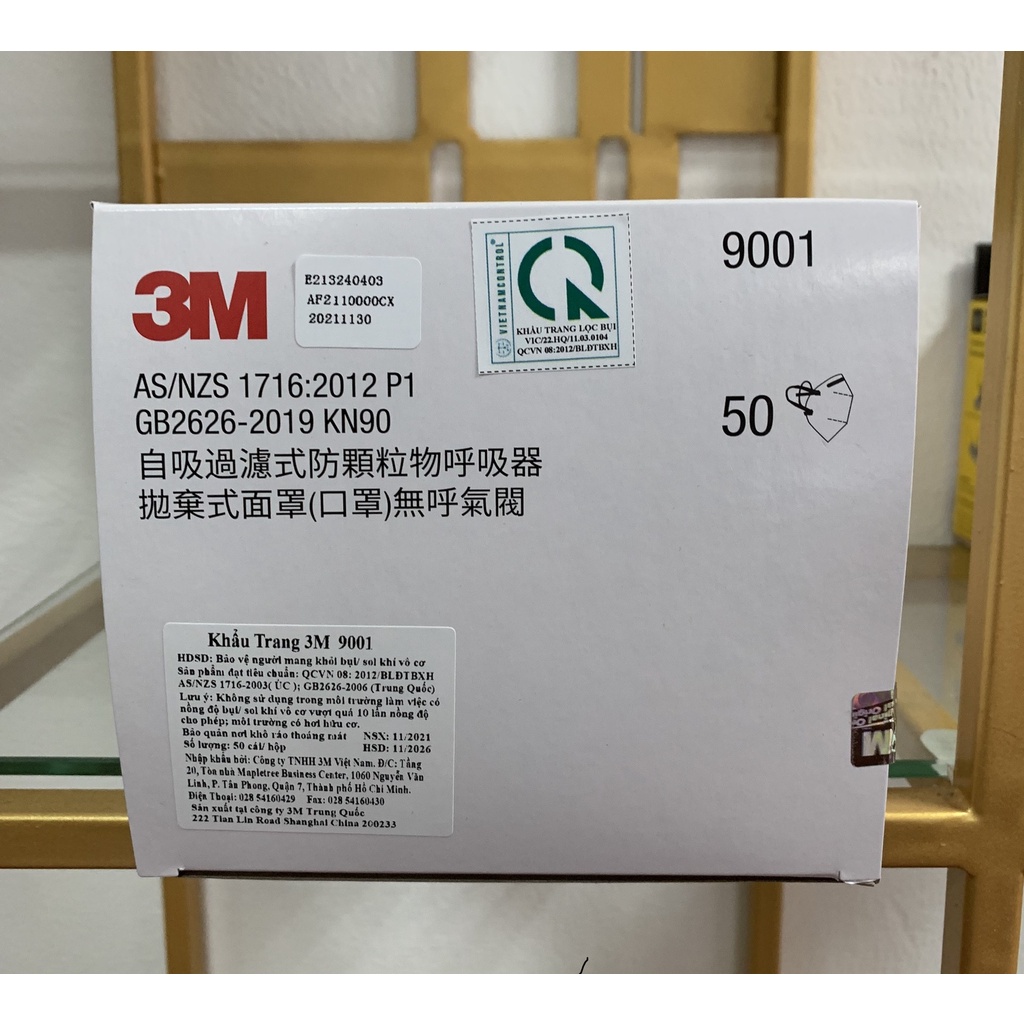 3M
E213240403
AF2110000CX
20211130
VIETNAMCONTROL®
KHẨU TRANG LỌC BỤI
VIC/22.HQ/11.03.0104
QCVN 08:2012/BLĐTBXH
9001
AS/NZS 1716:2012 P1
GB2626-2019 KN90
自吸過濾式防顆粒物呼吸器
拋棄式面罩(口罩)無呼氣閥
50
Khẩu Trang 3M 9001
HDSD: Bảo vệ người mang khỏi bụi/ sol khí vô cơ
Sản phẩm đạt tiêu chuẩn: QCVN 08: 2012/BLĐTBXH
AS/NZS 1716-2003( ÚC ); GB2626-2006 (Trung Quốc)
Lưu ý: Không sử dụng trong môi trường làm việc có
nồng độ bụi/ sol khí vô cơ vượt quá 10 lần nồng độ
cho phép; môi trường có hơi hữu cơ.
Bảo quản nơi khô ráo thoáng mát NSX: 11/2021
Số lượng: 50 cái/ hộp HSD: 11/2026
Nhập khẩu bởi: Công ty TNHH 3M Việt Nam. Đ/C: Tầng
20, Tòa nhà Mapletree Business Center, 1060 Nguyễn Văn
Linh, P. Tân Phong, Quận 7, Thành phố Hồ Chí Minh.
Điện Thoại: 028 54160429 Fax: 028 54160430
Sản xuất tại công ty 3M Trung Quốc
222 Tian Lin Road Shanghai China 200233
3M